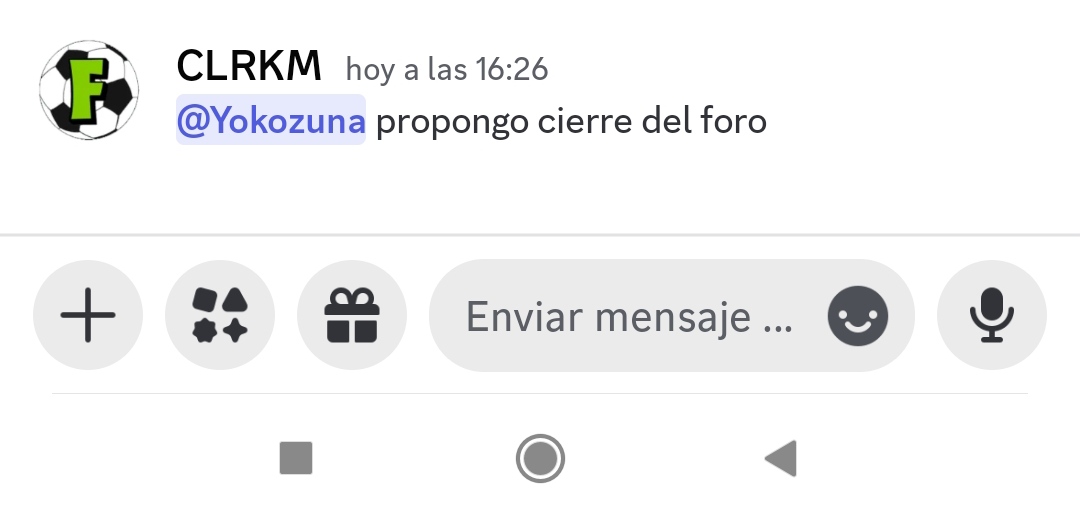 F
CLRKM hoy a las 16:26
@Yokozuna propongo cierre del foro
Enviar mensaje ...